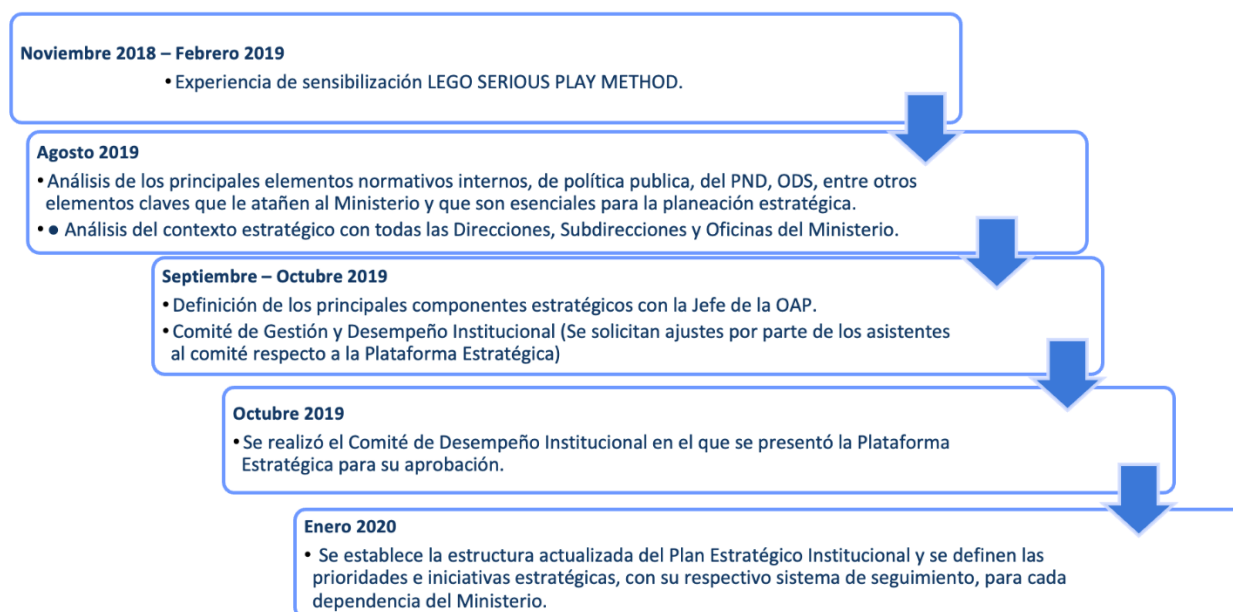 Noviembre 2018 – Febrero 2019
• Experiencia de sensibilización LEGO SERIOUS PLAY METHOD.
Agosto 2019
• Análisis de los principales elementos normativos internos, de política publica, del PND, ODS, entre otros
elementos claves que le atañen al Ministerio y que son esenciales para la planeación estratégica.
• ● Análisis del contexto estratégico con todas las Direcciones, Subdirecciones y Oficinas del Ministerio.
Septiembre – Octubre 2019
• Definición de los principales componentes estratégicos con la Jefe de la OAP.
• Comité de Gestión y Desempeño Institucional (Se solicitan ajustes por parte de los asistentes
al comité respecto a la Plataforma Estratégica)
Octubre 2019
• Se realizó el Comité de Desempeño Institucional en el que se presentó la Plataforma
Estratégica para su aprobación.
Enero 2020
• Se establece la estructura actualizada del Plan Estratégico Institucional y se definen las
prioridades e iniciativas estratégicas, con su respectivo sistema de seguimiento, para cada
dependencia del Ministerio.